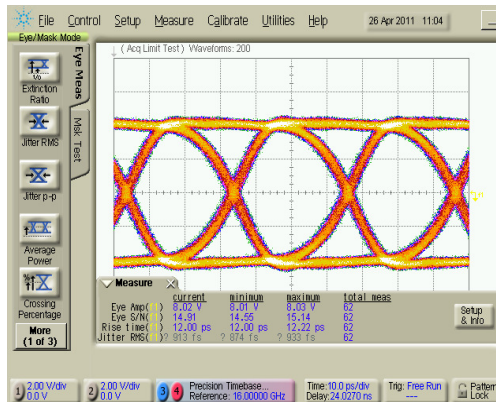 File Control Setup Measure Calibrate Utilities Help 26 Apr 2011 11:04
Eye/Mask Mode
( Acq Limit Test ) Waveforms: 200
Eye Meas
Msk Test
Extinction Ratio
Jitter RMS
Jitter p-p
Average Power
Crossing Percentage
More (1 of 3)
Measure
current minimum maximum total meas
Eye Amp( ) 8.02 V 8.01 V 8.03 V 62
Eye S/N( ) 14.91 14.55 15.14 62
Rise time( ) 12.00 ps 12.00 ps 12.22 ps 62
Jitter RMS( )? 913 fs ? 874 fs ? 933 fs 62
Setup & Info
1 2.00 V/div 0.0 V
2 2.00 V/div 0.0 V
3 4 Precision Timebase... Reference: 16.00000 GHz
Time:10.0 ps/div Delay:24.0270 ns
Trig: Free Run ---
Pattern Lock